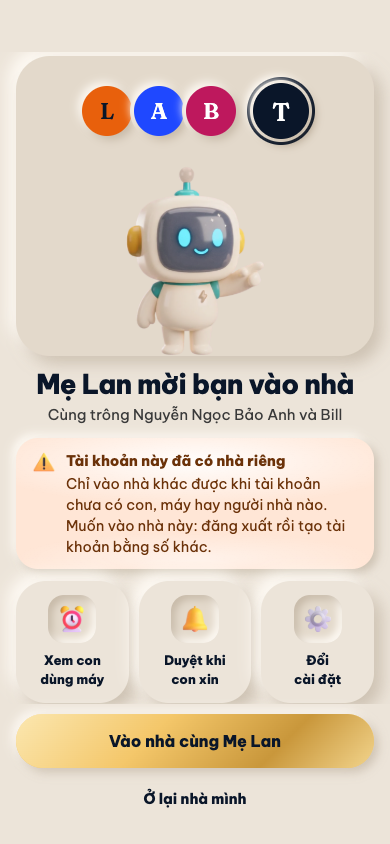 L A B T
Mẹ Lan mời bạn vào nhà
Cùng trông Nguyễn Ngọc Bảo Anh và Bill
Tài khoản này đã có nhà riêng
Chỉ vào nhà khác được khi tài khoản
chưa có con, máy hay người nhà nào.
Muốn vào nhà này: đăng xuất rồi tạo tài
khoản bằng số khác.
Xem con
dùng máy
Duyệt khi
con xin
Đổi
cài đặt
Vào nhà cùng Mẹ Lan
Ở lại nhà mình